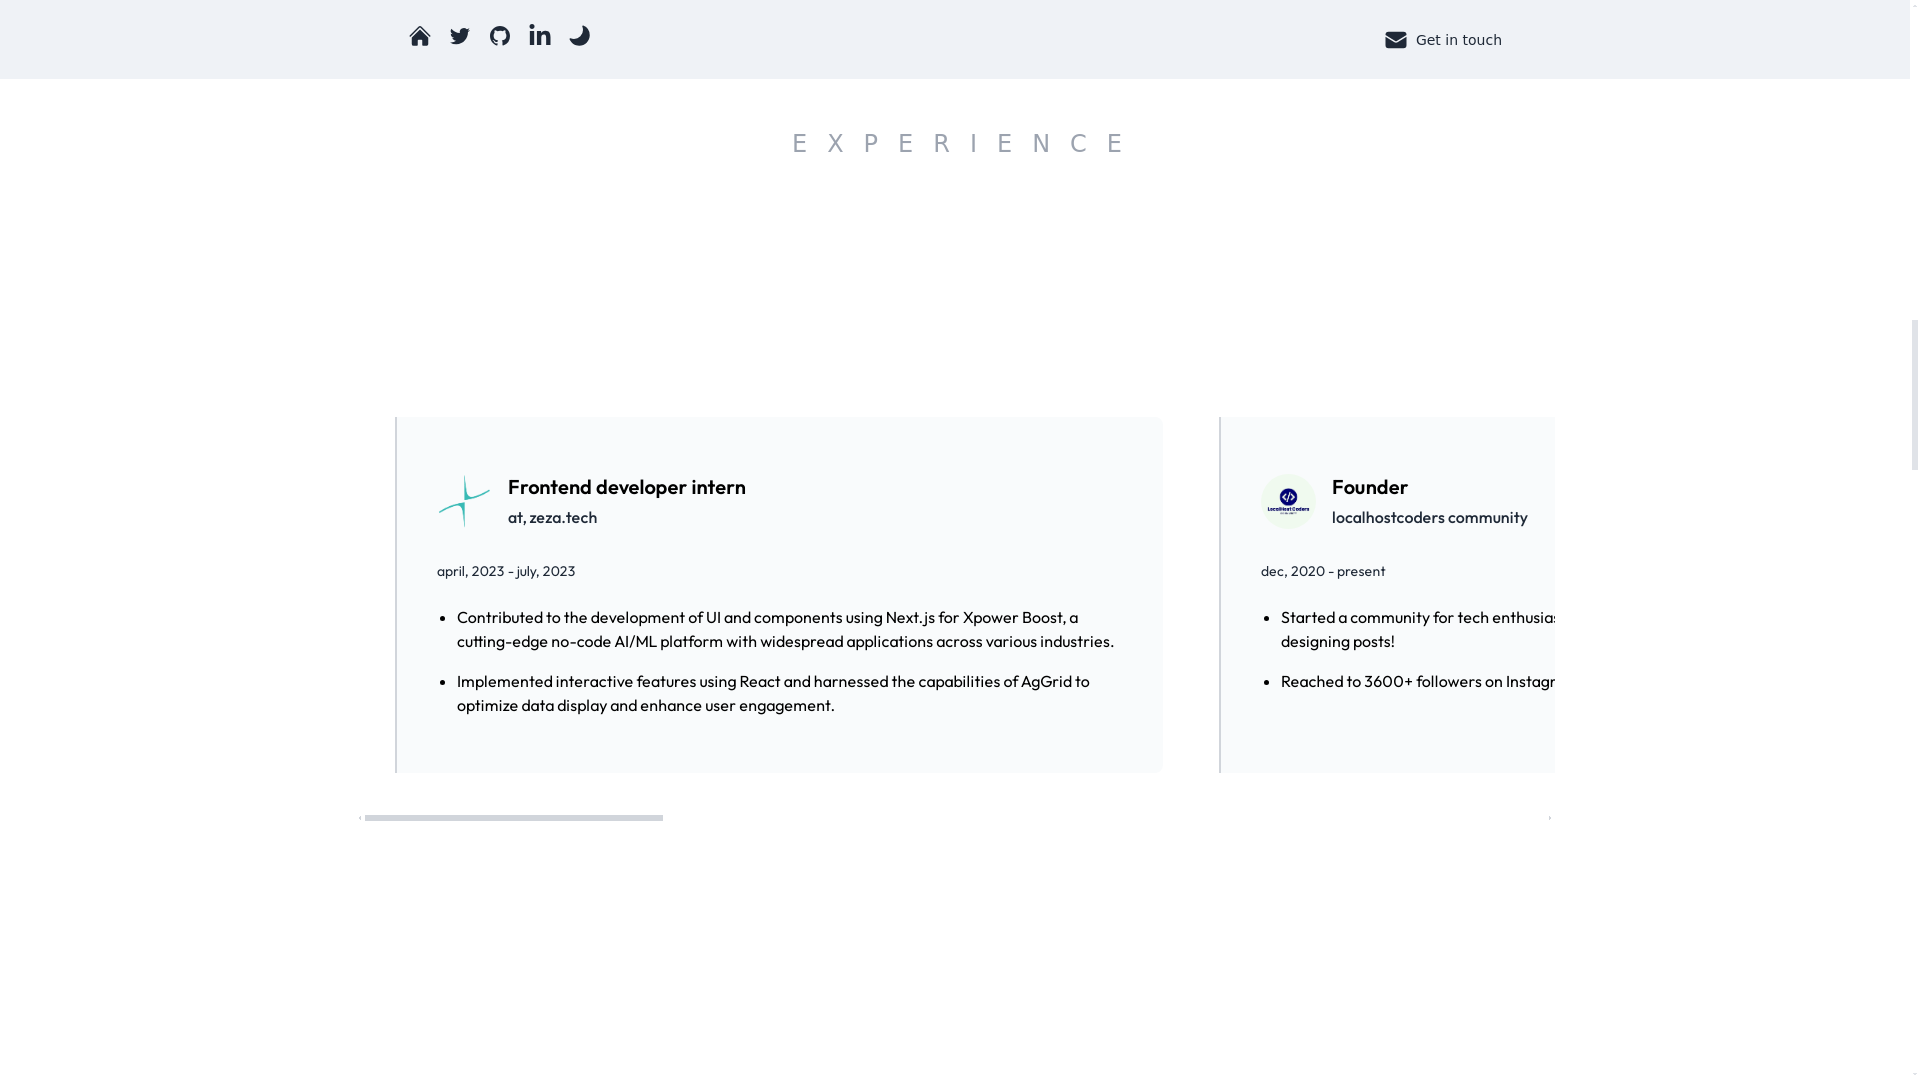 Get in touch
EXPERIENCE
Frontend developer intern
at, zeza.tech
april, 2023 - july, 2023
• Contributed to the development of UI and components using Next.js for Xpower Boost, a
cutting-edge no-code AI/ML platform with widespread applications across various industries.
• Implemented interactive features using React and harnessed the capabilities of AgGrid to
optimize data display and enhance user engagement.
LocalHost Coders
Founder
localhostcoders community
dec, 2020 - present
• Started a community for tech
designing posts!
• Reached to 3600+ followers on